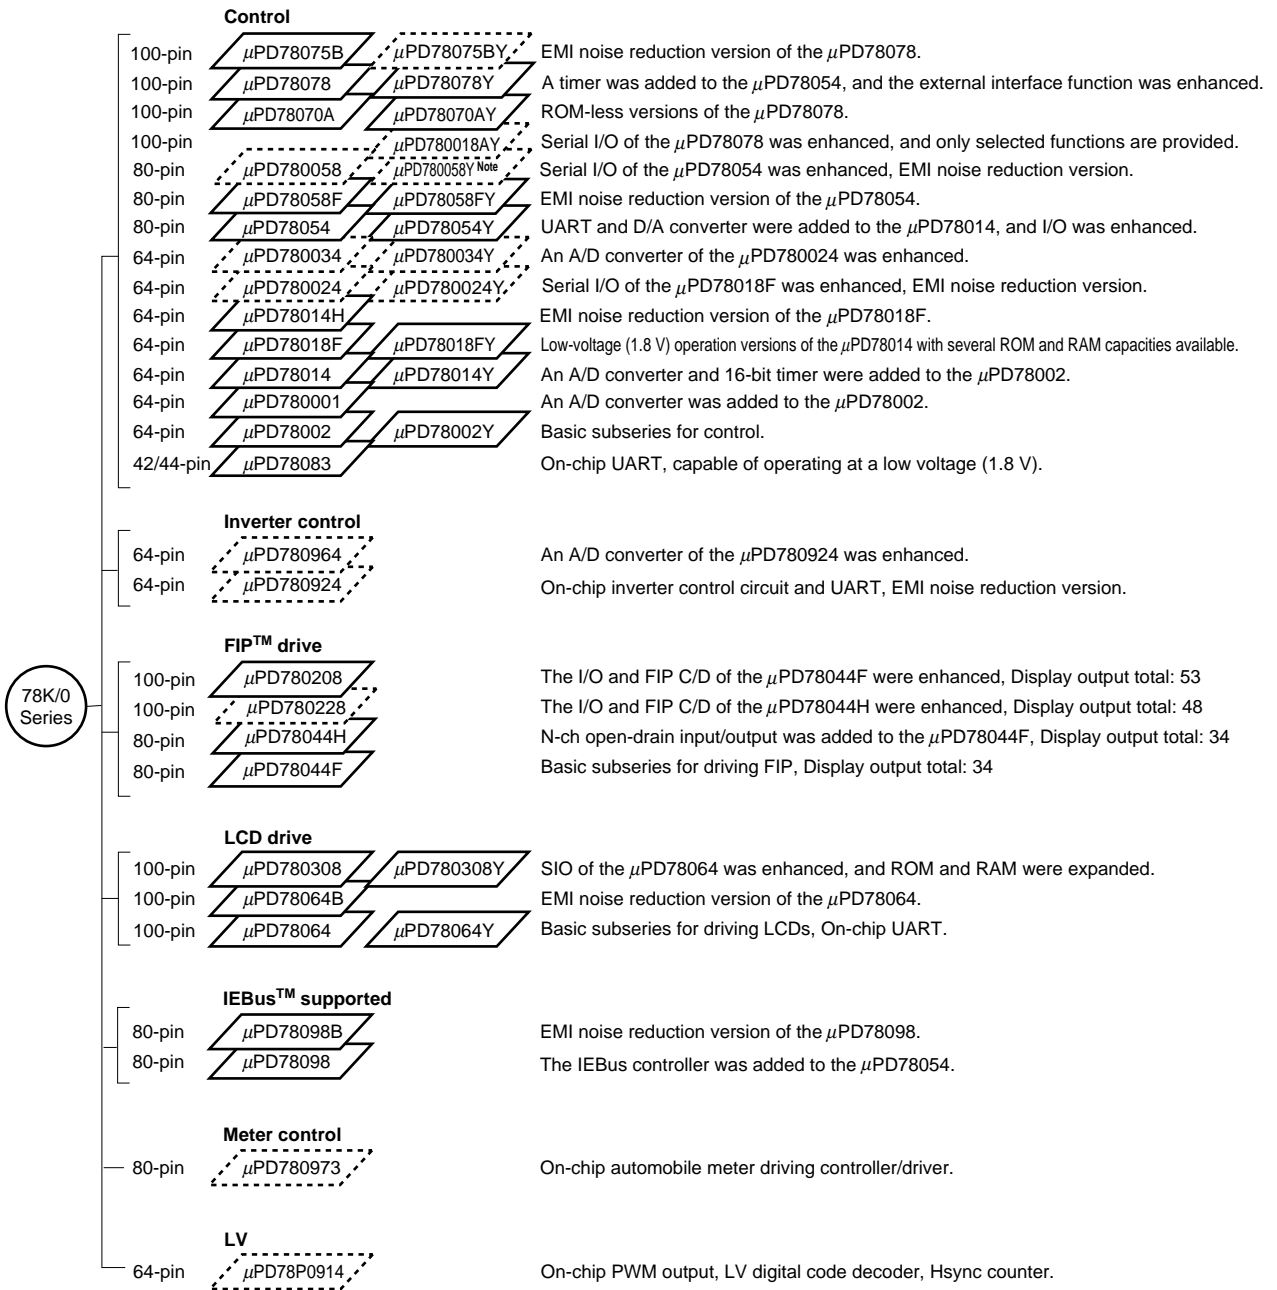 Control
100-pin μPD78075B μPD78075BY EMI noise reduction version of the μPD78078.
100-pin μPD78078 μPD78078Y A timer was added to the μPD78054, and the external interface function was enhanced.
100-pin μPD78070A μPD78070AY ROM-less versions of the μPD78078.
100-pin μPD780018AY Serial I/O of the μPD78078 was enhanced, and only selected functions are provided.
80-pin μPD780058 μPD780058Y Note Serial I/O of the μPD78054 was enhanced, EMI noise reduction version.
80-pin μPD78058F μPD78058FY EMI noise reduction version of the μPD78054.
80-pin μPD78054 μPD78054Y UART and D/A converter were added to the μPD78014, and I/O was enhanced.
64-pin μPD780034 μPD780034Y An A/D converter of the μPD780024 was enhanced.
64-pin μPD780024 μPD780024Y Serial I/O of the μPD78018F was enhanced, EMI noise reduction version.
64-pin μPD78014H EMI noise reduction version of the μPD78018F.
64-pin μPD78018F μPD78018FY Low-voltage (1.8 V) operation versions of the μPD78014 with several ROM and RAM capacities available.
64-pin μPD78014 μPD78014Y An A/D converter and 16-bit timer were added to the μPD78002.
64-pin μPD780001 An A/D converter was added to the μPD78002.
64-pin μPD78002 μPD78002Y Basic subseries for control.
42/44-pin μPD78083 On-chip UART, capable of operating at a low voltage (1.8 V).
Inverter control
64-pin μPD780964 An A/D converter of the μPD780924 was enhanced.
64-pin μPD780924 On-chip inverter control circuit and UART, EMI noise reduction version.
FIP™ drive
100-pin μPD780208 The I/O and FIP C/D of the μPD78044F were enhanced, Display output total: 53
78K/0
Series
100-pin μPD780228 The I/O and FIP C/D of the μPD78044H were enhanced, Display output total: 48
80-pin μPD78044H N-ch open-drain input/output was added to the μPD78044F, Display output total: 34
80-pin μPD78044F Basic subseries for driving FIP, Display output total: 34
LCD drive
100-pin μPD780308 μPD780308Y SIO of the μPD78064 was enhanced, and ROM and RAM were expanded.
100-pin μPD78064B EMI noise reduction version of the μPD78064.
100-pin μPD78064 μPD78064Y Basic subseries for driving LCDs, On-chip UART.
IEBus™ supported
80-pin μPD78098B EMI noise reduction version of the μPD78098.
80-pin μPD78098 The IEBus controller was added to the μPD78054.
Meter control
80-pin μPD780973 On-chip automobile meter driving controller/driver.
LV
64-pin μPD78P0914 On-chip PWM output, LV digital code decoder, Hsync counter.